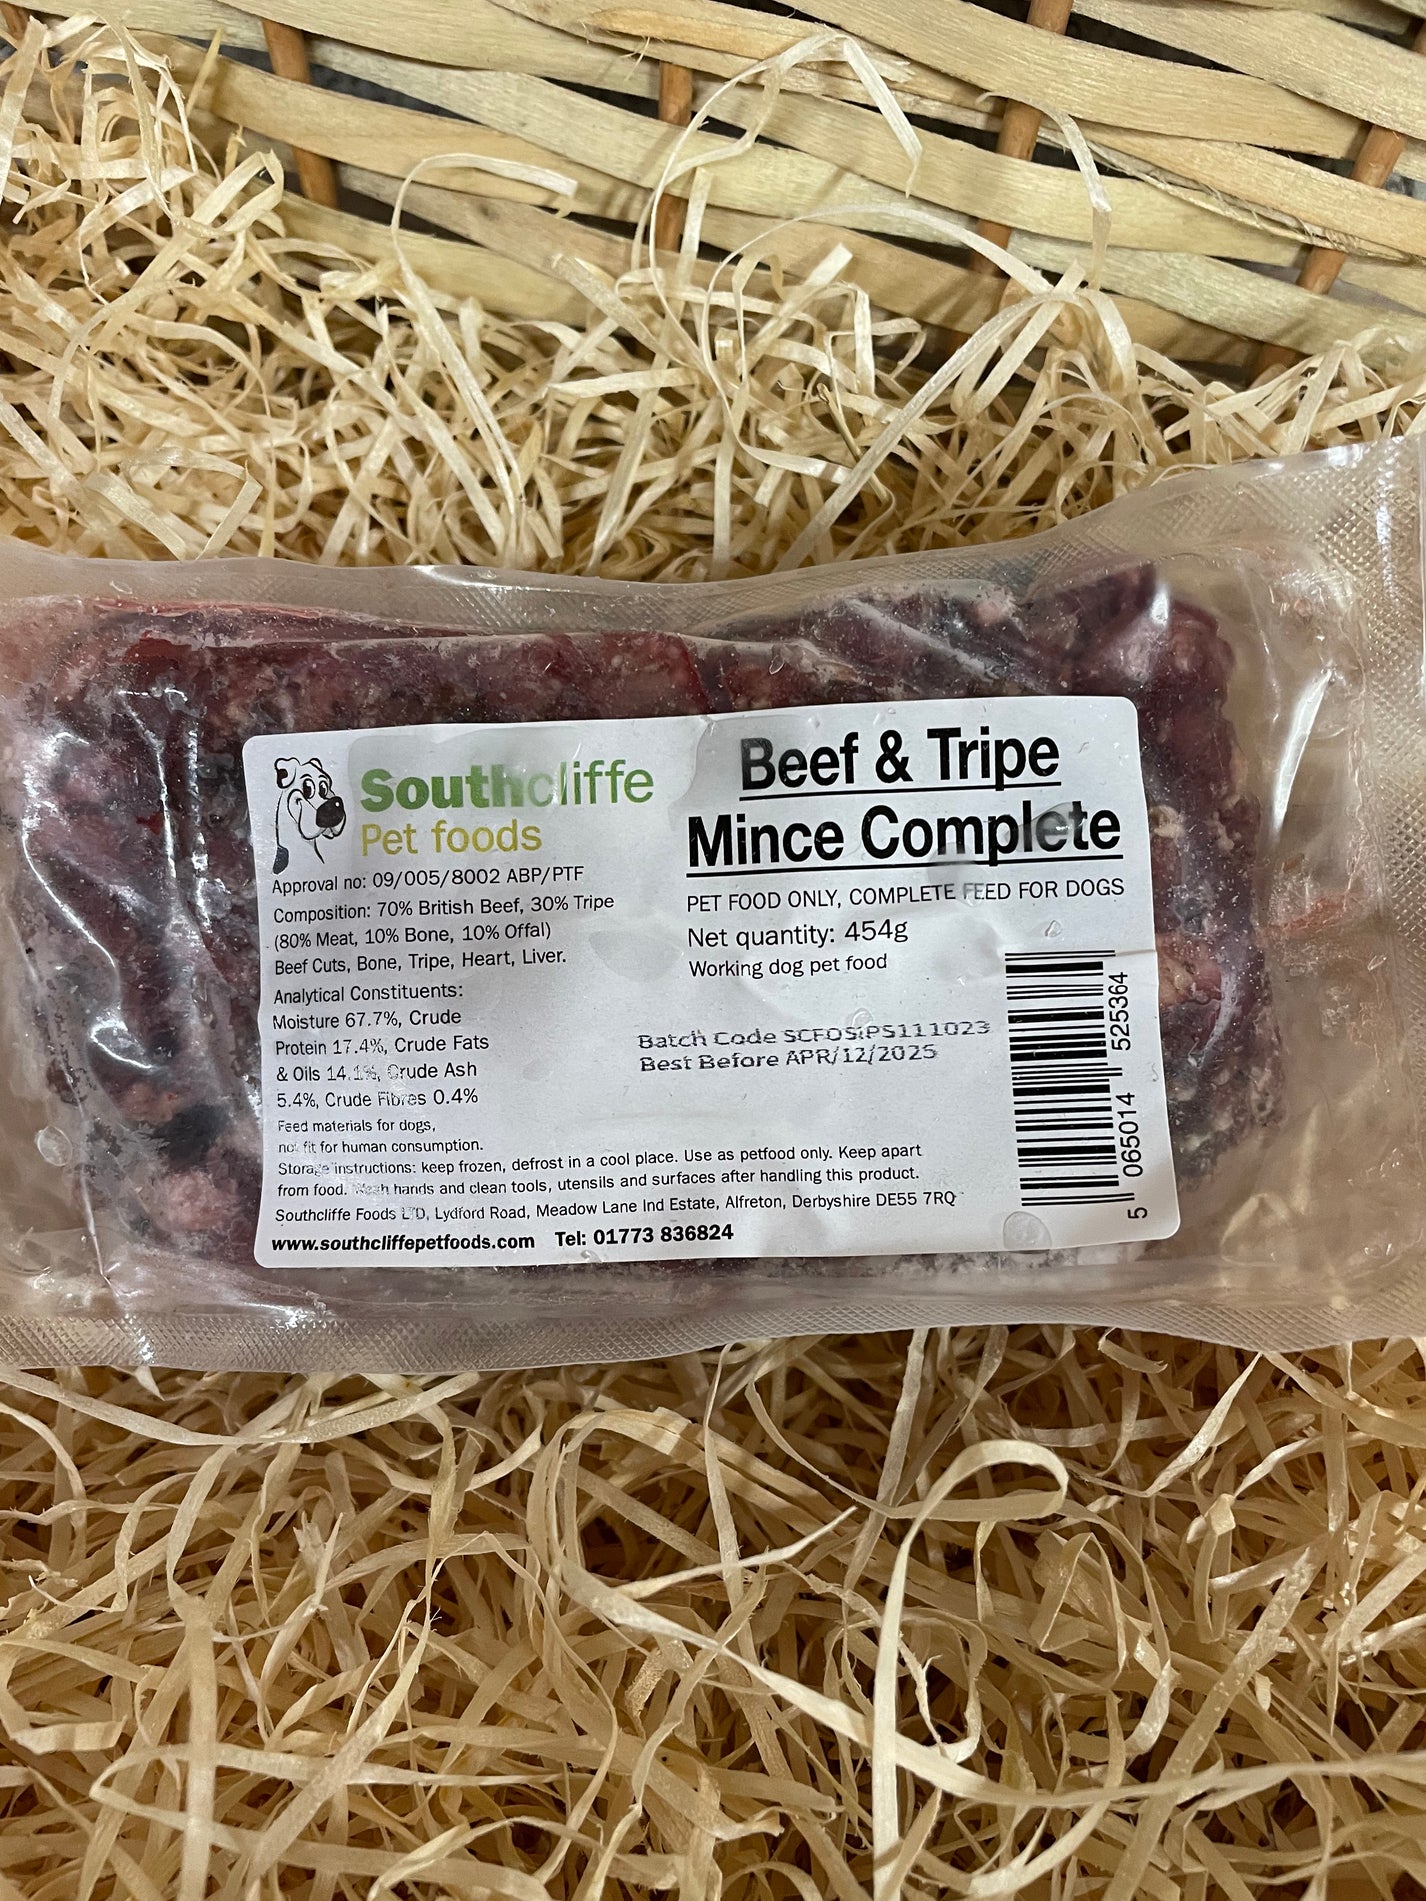 Southcliffe
Pet foods
Approval no: 09/005/8002 ABP/PTF
Composition: 70% British Beef, 30% Tripe
(80% Meat, 10% Bone, 10% Offal)
Beef Cuts, Bone, Tripe, Heart, Liver.
Analytical Constituents:
Moisture 67.7%, Crude
Protein 17.4%, Crude Fats
& Oils 14.1%, Crude Ash
5.4%, Crude Fibres 0.4%
Feed materials for dogs,
not fit for human consumption.
Beef & Tripe
Mince Complete
PET FOOD ONLY, COMPLETE FEED FOR DOGS
Net quantity: 454g
Working dog pet food
Batch Code
Best Before APR/12/2025
5 065014 525364
Storage instructions: keep frozen, defrost in a cool place. Use as petfood only. Keep apart
from food. Wash hands and clean tools, utensils and surfaces after handling this product.
Southcliffe Foods LTD, Lydford Road, Meadow Lane Ind Estate, Alfreton, Derbyshire DE55 7RQ
www.southcliffepetfoods.com Tel: 01773 836824